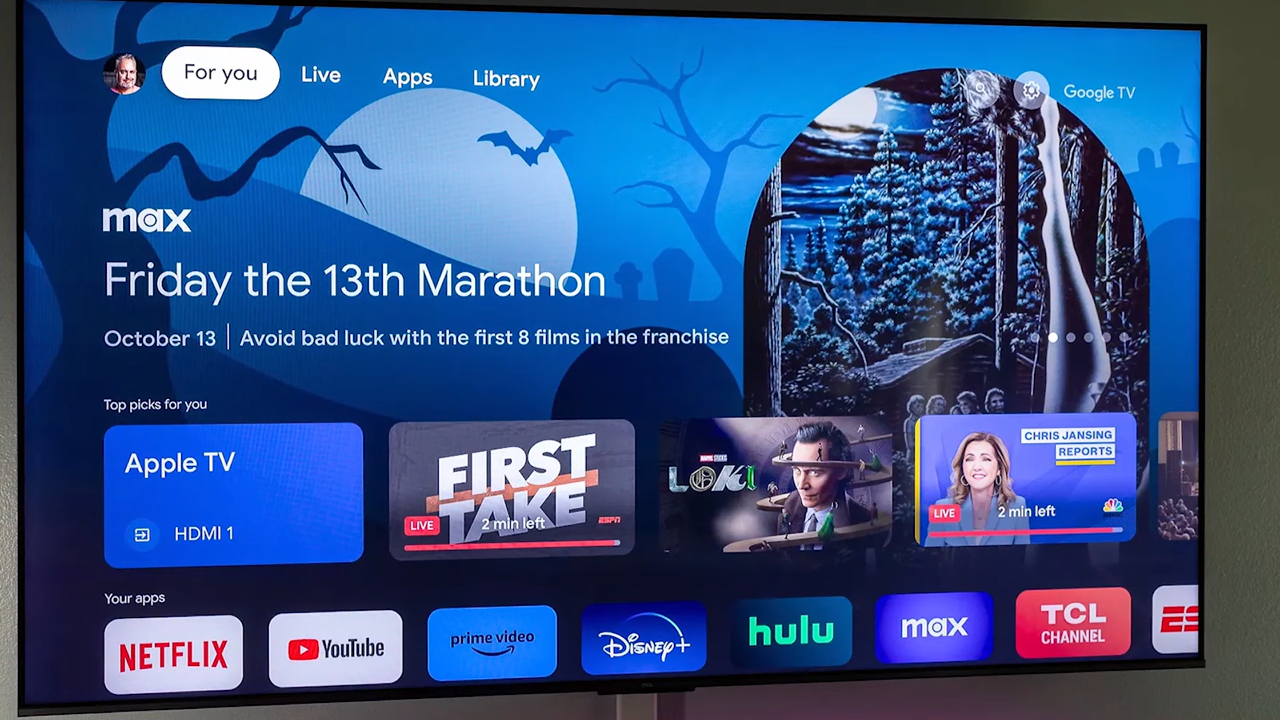 For you
Live
Apps
Library
Google TV
max
Friday the 13th Marathon
October 13 | Avoid bad luck with the first 8 films in the franchise
Top picks for you
Apple TV
HDMI 1
FIRST
TAKE
LIVE
2 min left
ESPN
MARVEL STUDIOS
LOKI
CHRIS JANSING
REPORTS
LIVE
2 min left
Your apps
NETFLIX
YouTube
prime video
Disney+
hulu
max
TCL
CHANNEL
TCL